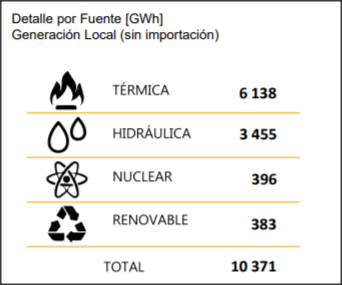 Detalle por Fuente [GWh]
Generación Local (sin importación)
TÉRMICA 6 138
HIDRÁULICA 3 455
NUCLEAR 396
RENOVABLE 383
TOTAL 10 371